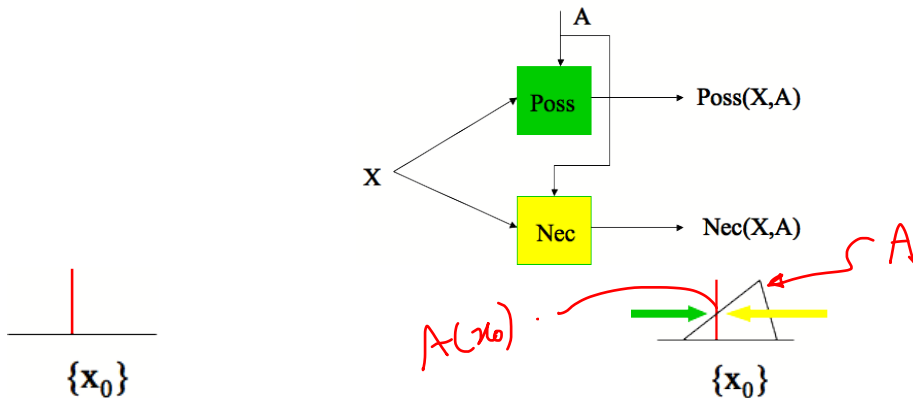 A
Poss
Poss(X,A)
X
Nec
Nec(X,A)
A
A(x₀)
{x₀}
{x₀}